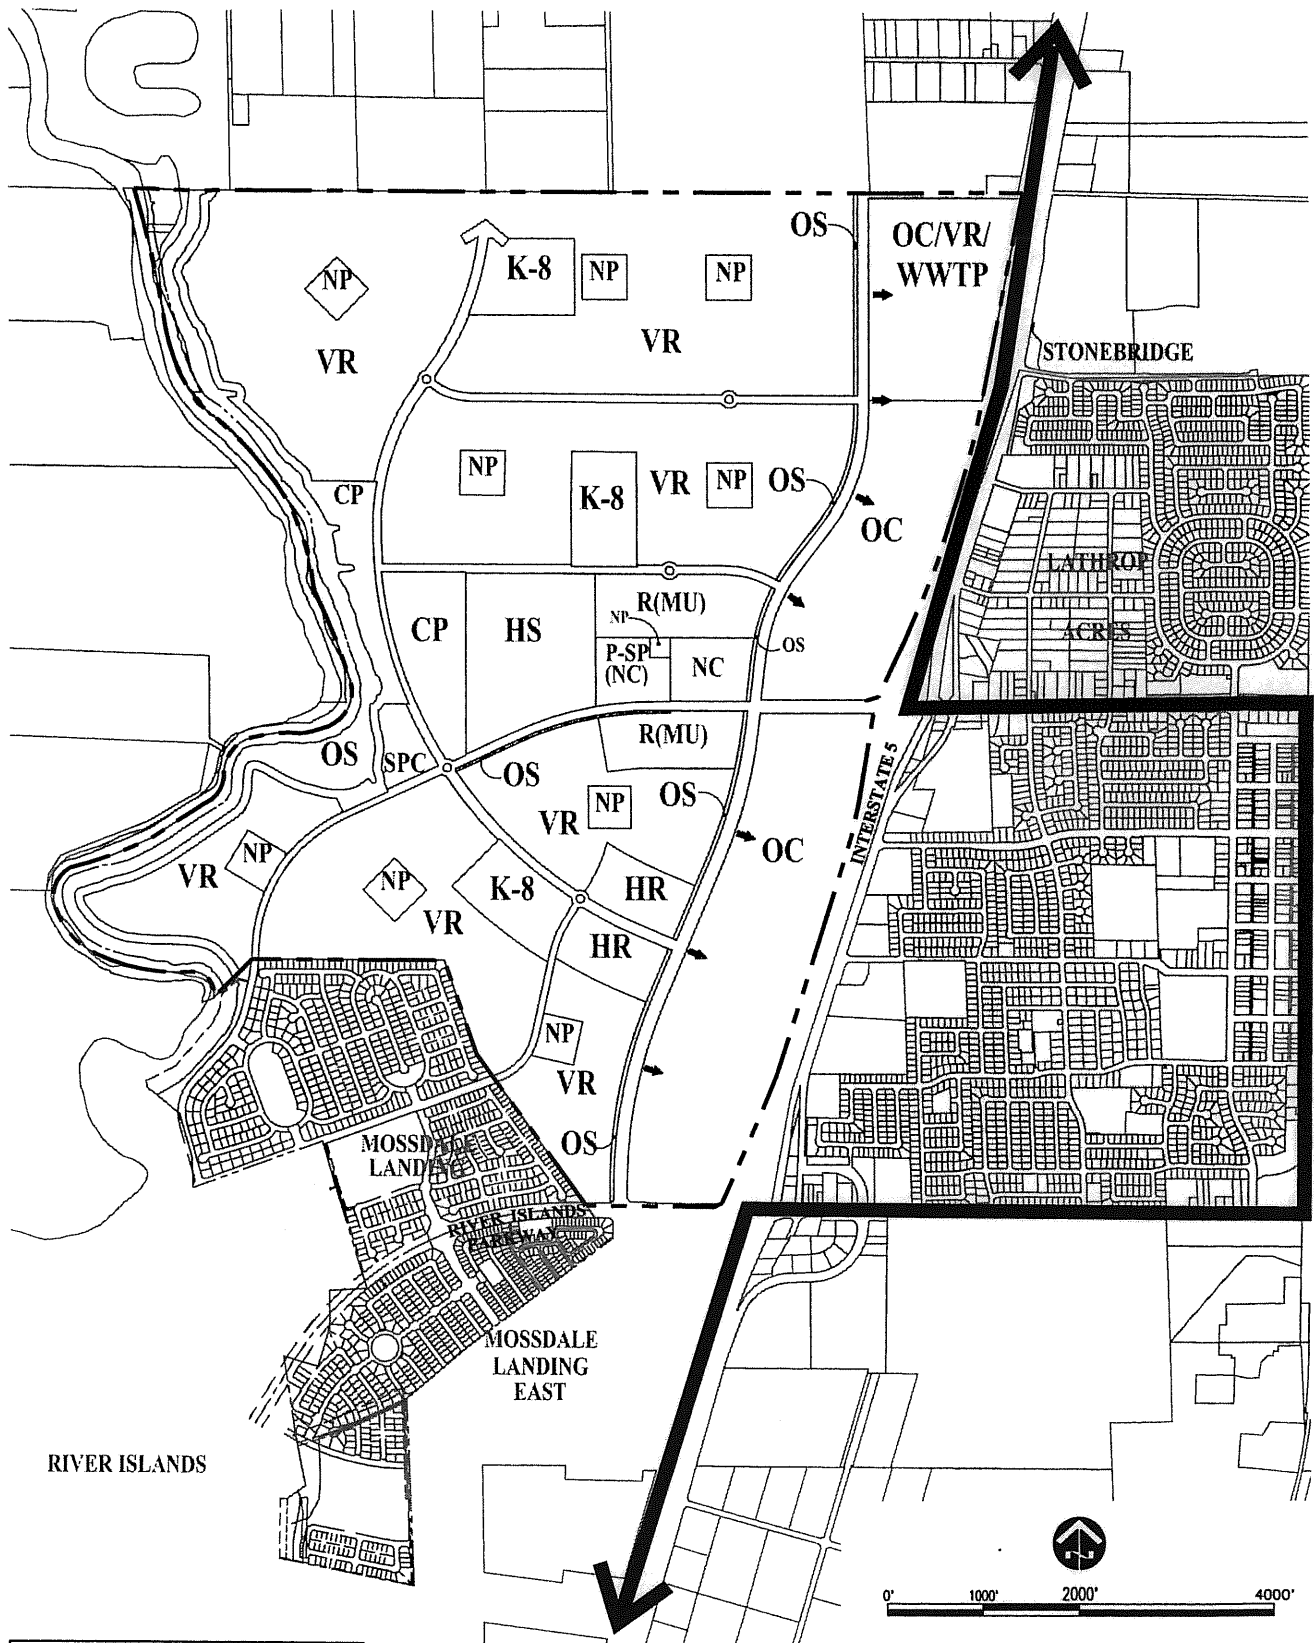 OS
OC/VR/
WWTP
K-8
NP
NP
NP
VR
VR
STONEBRIDGE
NP
CP
K-8
VR
NP
OS
OC
LATHROP
ACRES
CP
HS
R(MU)
NP
OS
P-SP
(NC)
NC
R(MU)
OS
SPC
OS
OS
INTERSTATE 5
VR
NP
OC
VR
NP
NP
K-8
HR
VR
HR
NP
VR
OS
MOSSDALE
LANDING
RIVER ISLANDS
PARKWAY
MOSSDALE
LANDING
EAST
RIVER ISLANDS
N
0' 1000' 2000' 4000'